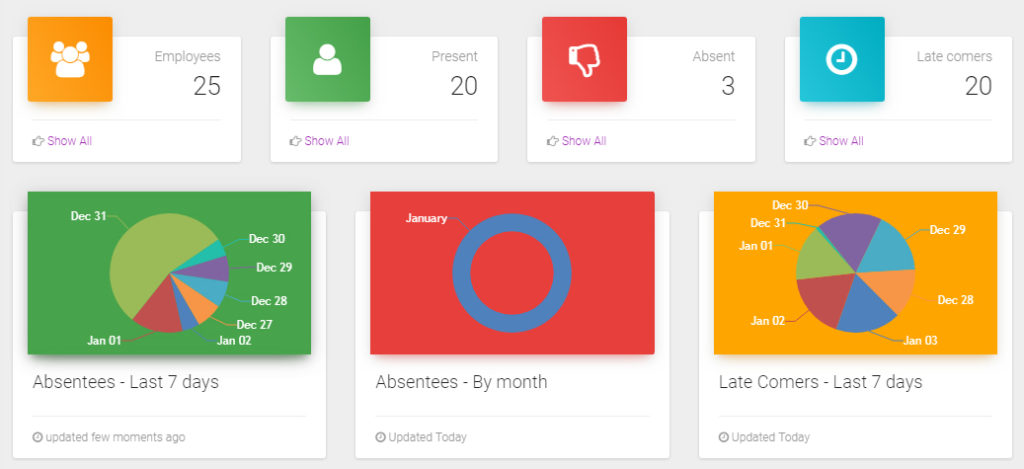 Employees
25
Show All
Present
20
Show All
Absent
3
Show All
Late comers
20
Show All
Dec 31
Dec 30
Dec 29
Dec 28
Dec 27
Jan 02
Jan 01
Absentees - Last 7 days
updated few moments ago
January
Absentees - By month
Updated Today
Dec 30
Dec 31
Jan 01
Dec 29
Dec 28
Jan 02
Jan 03
Late Comers - Last 7 days
Updated Today